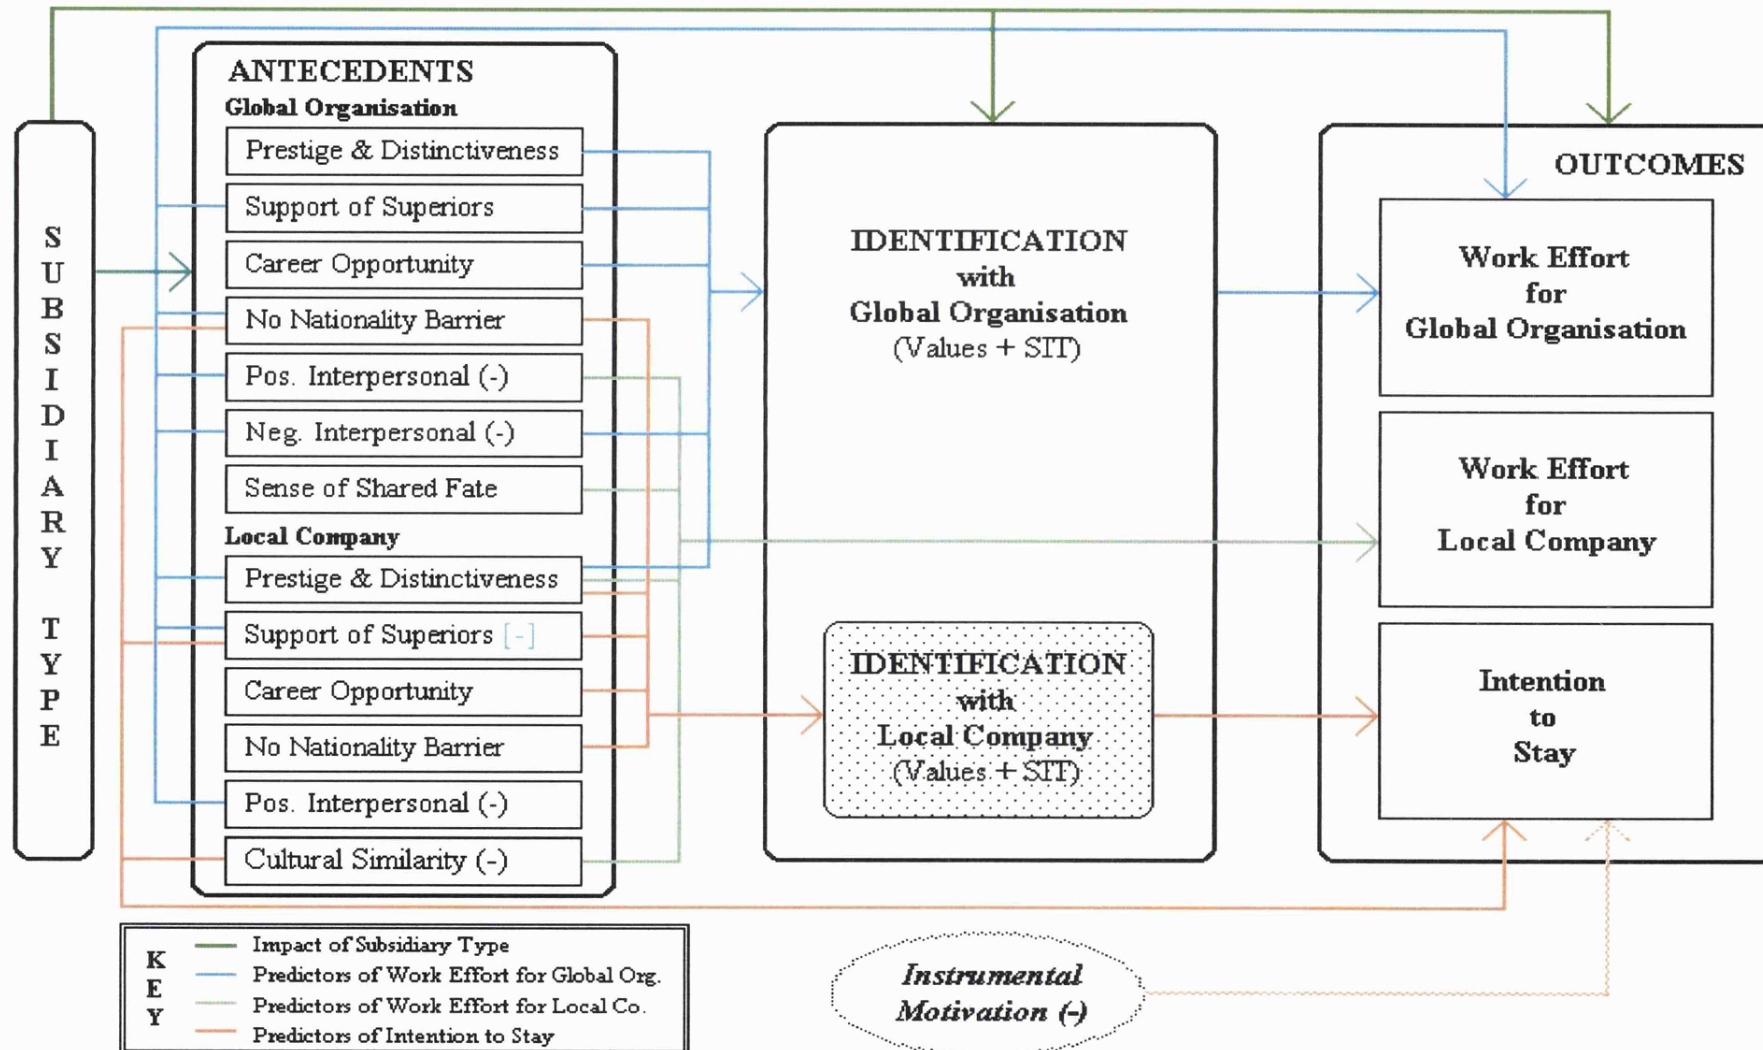 SUBSIDIARY TYPE
ANTECEDENTS
Global Organisation
Prestige & Distinctiveness
Support of Superiors
Career Opportunity
No Nationality Barrier
Pos. Interpersonal (-)
Neg. Interpersonal (-)
Sense of Shared Fate
Local Company
Prestige & Distinctiveness
Support of Superiors [-]
Career Opportunity
No Nationality Barrier
Pos. Interpersonal (-)
Cultural Similarity (-)
IDENTIFICATION
with
Global Organisation
(Values + SIT)
IDENTIFICATION
with
Local Company
(Values + SIT)
OUTCOMES
Work Effort
for
Global Organisation
Work Effort
for
Local Company
Intention
to
Stay
KEY
Impact of Subsidiary Type
Predictors of Work Effort for Global Org.
Predictors of Work Effort for Local Co.
Predictors of Intention to Stay
Instrumental
Motivation (-)